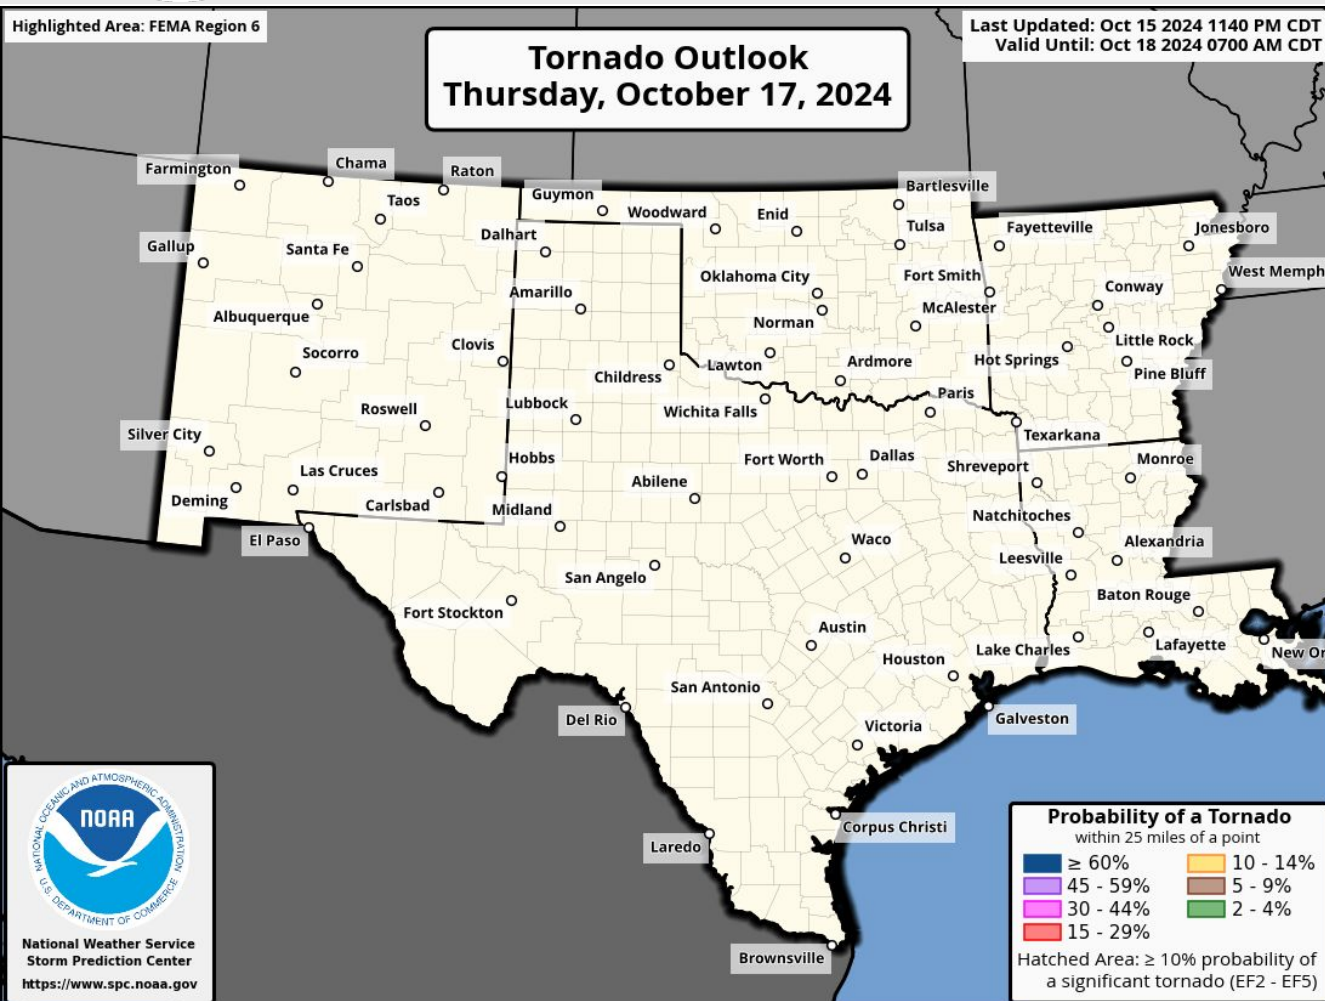 Highlighted Area: FEMA Region 6
Last Updated: Oct 15 2024 1140 PM CDT
Valid Until: Oct 18 2024 0700 AM CDT
Tornado Outlook
Thursday, October 17, 2024
Farmington
Chama
Raton
Taos
Guymon
Woodward
Enid
Bartlesville
Tulsa
Fayetteville
Jonesboro
Gallup
Santa Fe
Dalhart
Oklahoma City
Fort Smith
West Memph
Amarillo
Conway
Albuquerque
Norman
McAlester
Little Rock
Socorro
Clovis
Childress
Lawton
Ardmore
Hot Springs
Pine Bluff
Roswell
Lubbock
Wichita Falls
Paris
Texarkana
Silver City
Las Cruces
Hobbs
Abilene
Fort Worth
Dallas
Shreveport
Monroe
Deming
Carlsbad
Midland
Natchitoches
El Paso
Waco
Leesville
Alexandria
San Angelo
Fort Stockton
Baton Rouge
Austin
Houston
Lake Charles
Lafayette
New Or
San Antonio
Del Rio
Victoria
Galveston
Laredo
Corpus Christi
Brownsville
NATIONAL OCEANIC AND ATMOSPHERIC ADMINISTRATION
NOAA
U.S. DEPARTMENT OF COMMERCE
National Weather Service
Storm Prediction Center
https://www.spc.noaa.gov
Probability of a Tornado
within 25 miles of a point
≥ 60%
45 - 59%
30 - 44%
15 - 29%
10 - 14%
5 - 9%
2 - 4%
Hatched Area: ≥ 10% probability of
a significant tornado (EF2 - EF5)